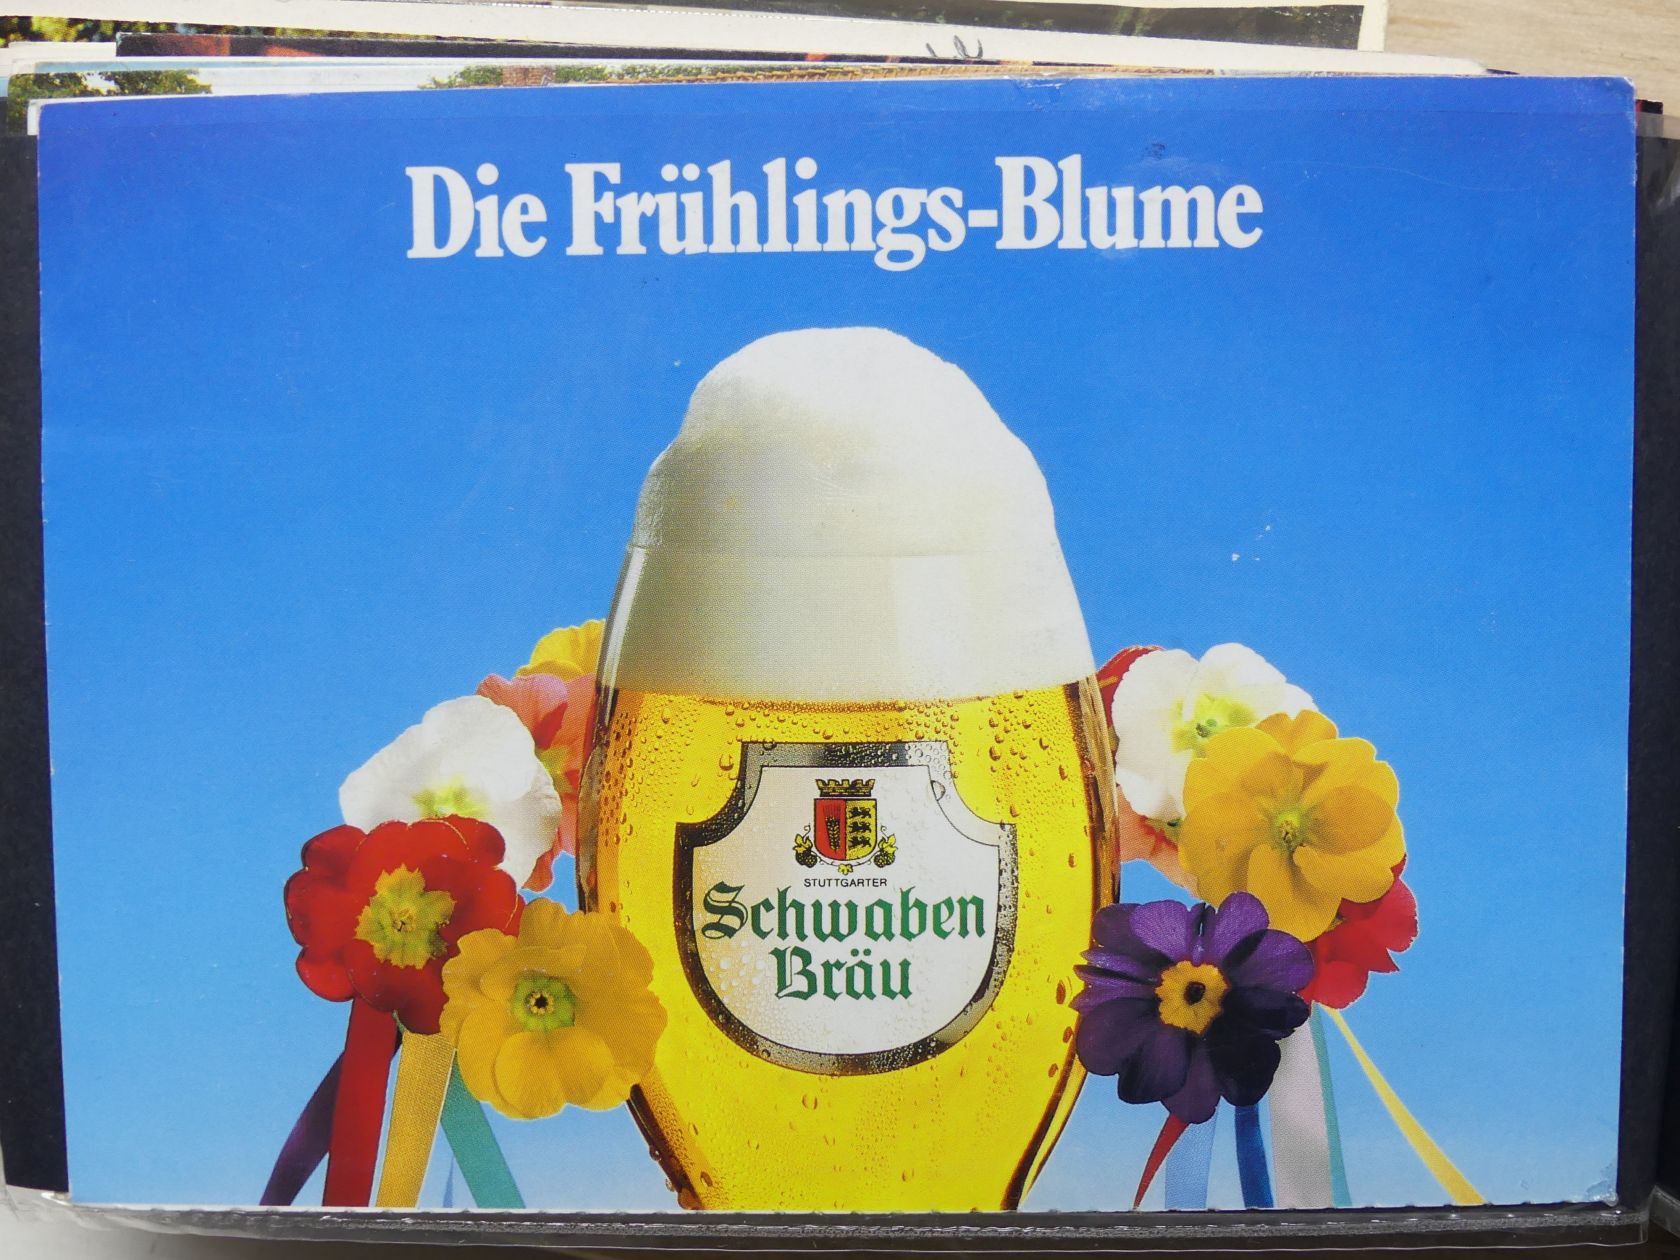 Die Frühlings-Blume
STUTTGARTER
Schwaben
Bräu